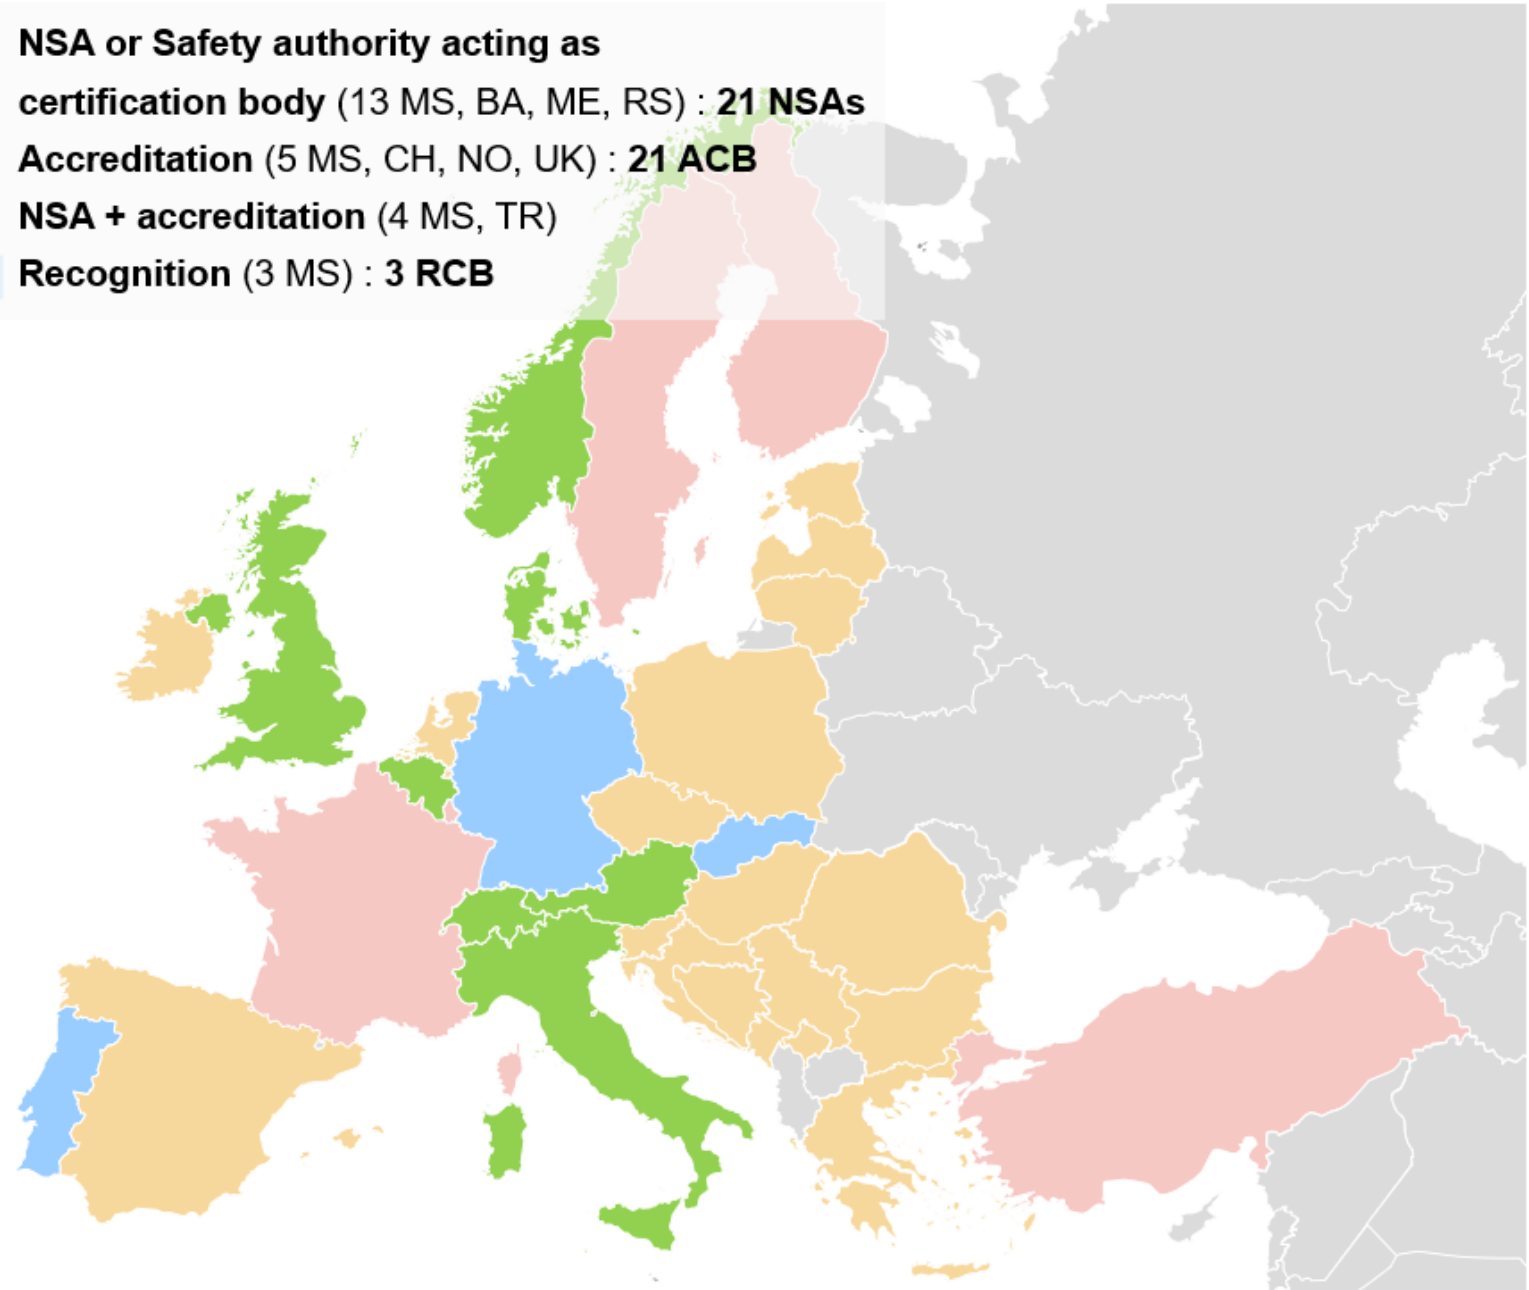 NSA or Safety authority acting as
certification body (13 MS, BA, ME, RS) : 21 NSAs
Accreditation (5 MS, CH, NO, UK) : 21 ACB
NSA + accreditation (4 MS, TR)
Recognition (3 MS) : 3 RCB